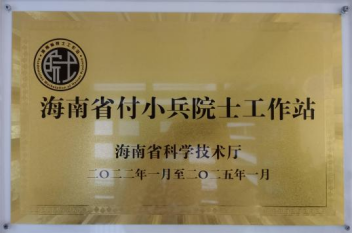 海南省付小兵院士工作站
海南省科学技术厅
二〇二二年一月至二〇二五年一月